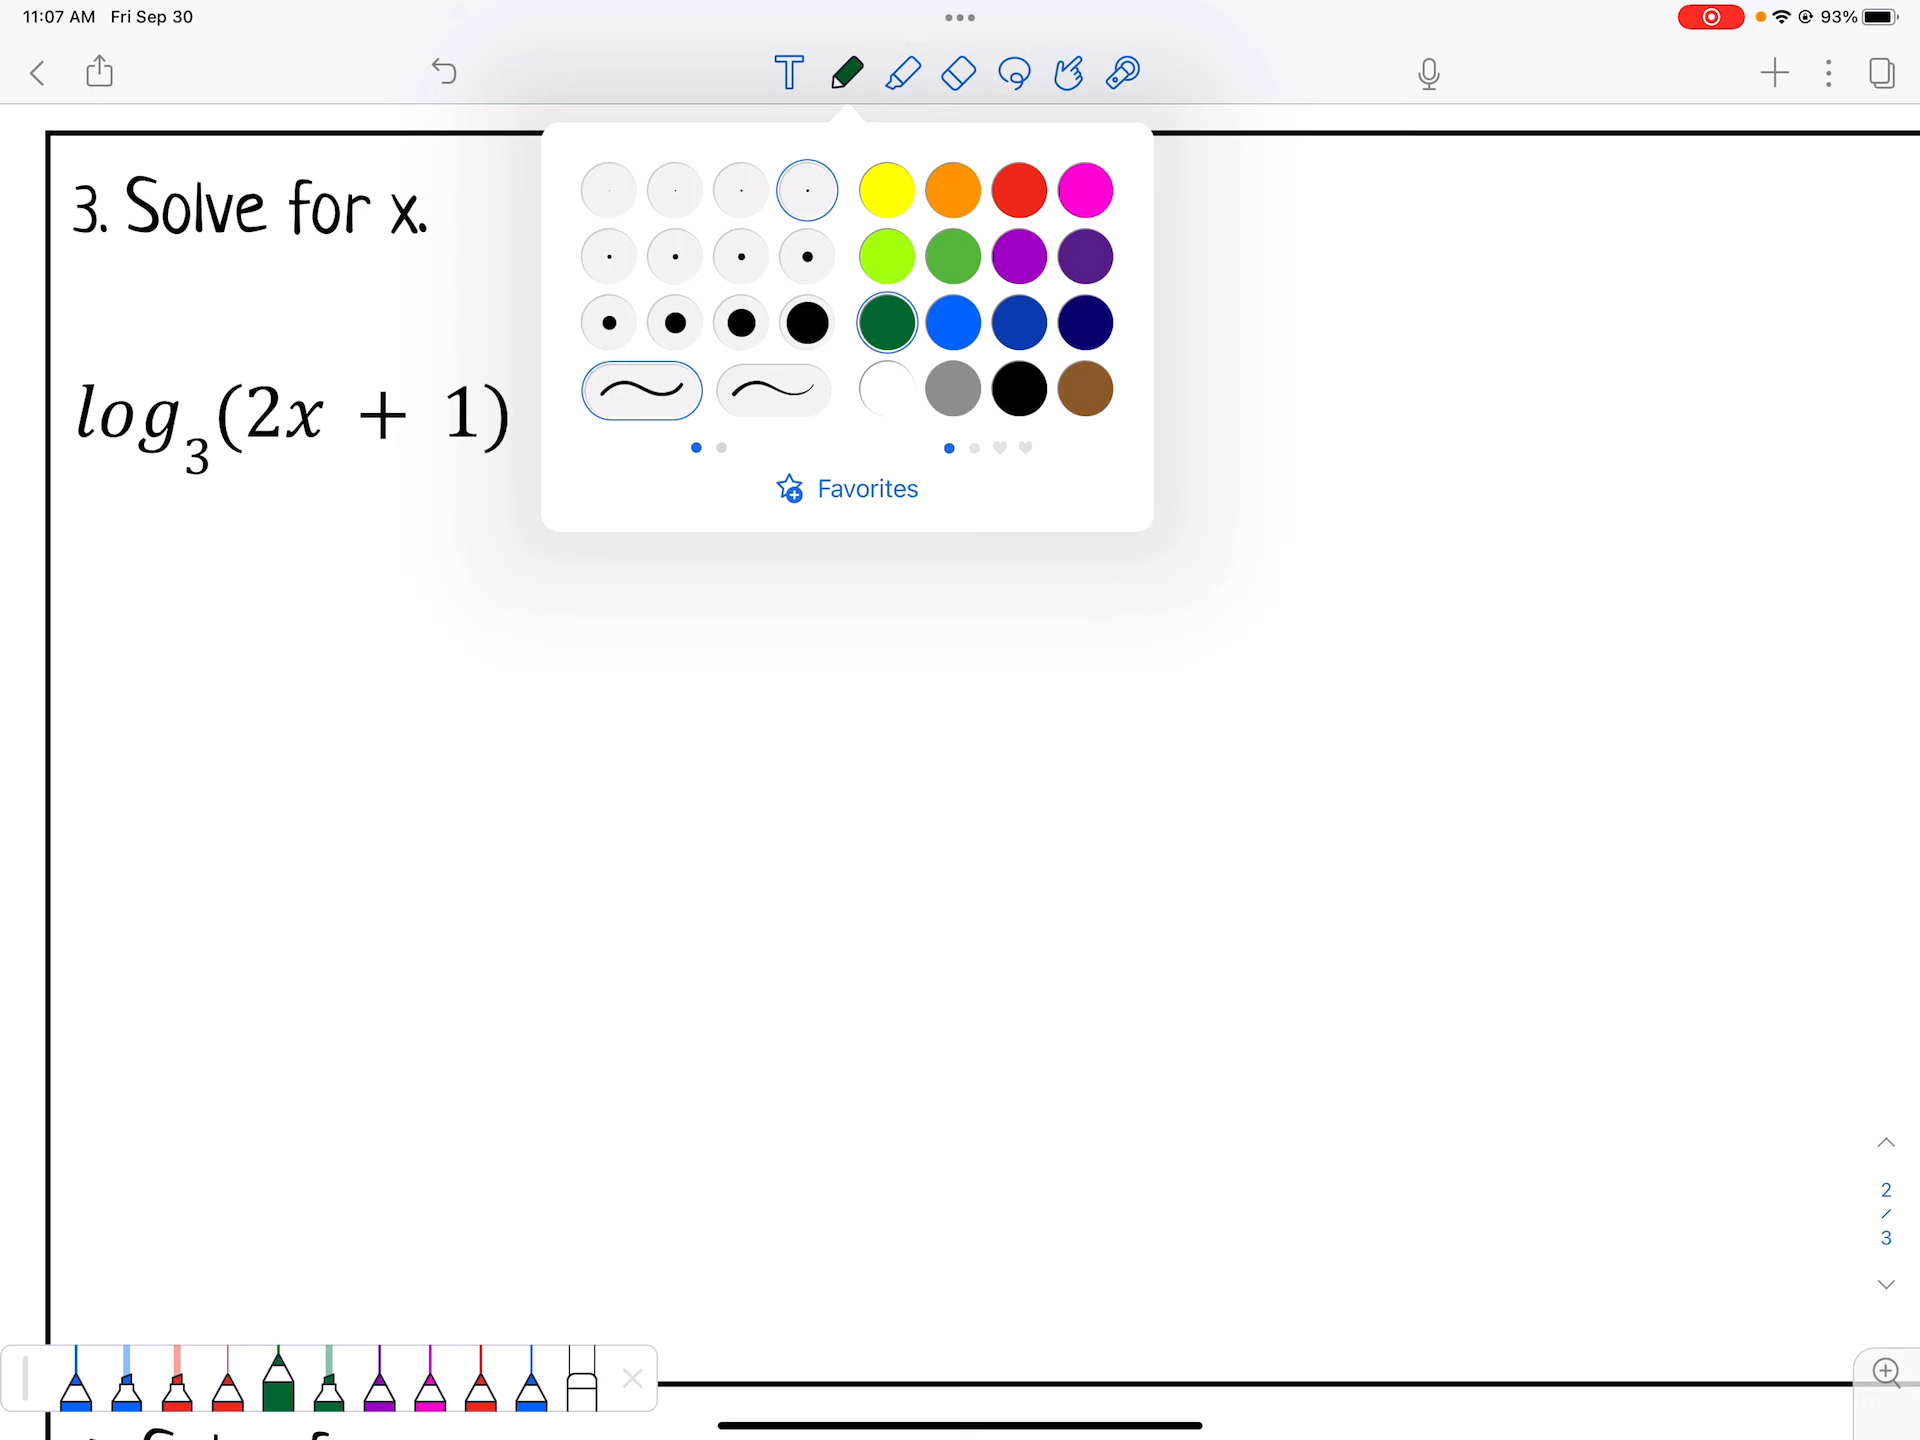 11:07 AM Fri Sep 30
93%
3. Solve for x.
log₃(2x + 1)
Favorites
2
/
3